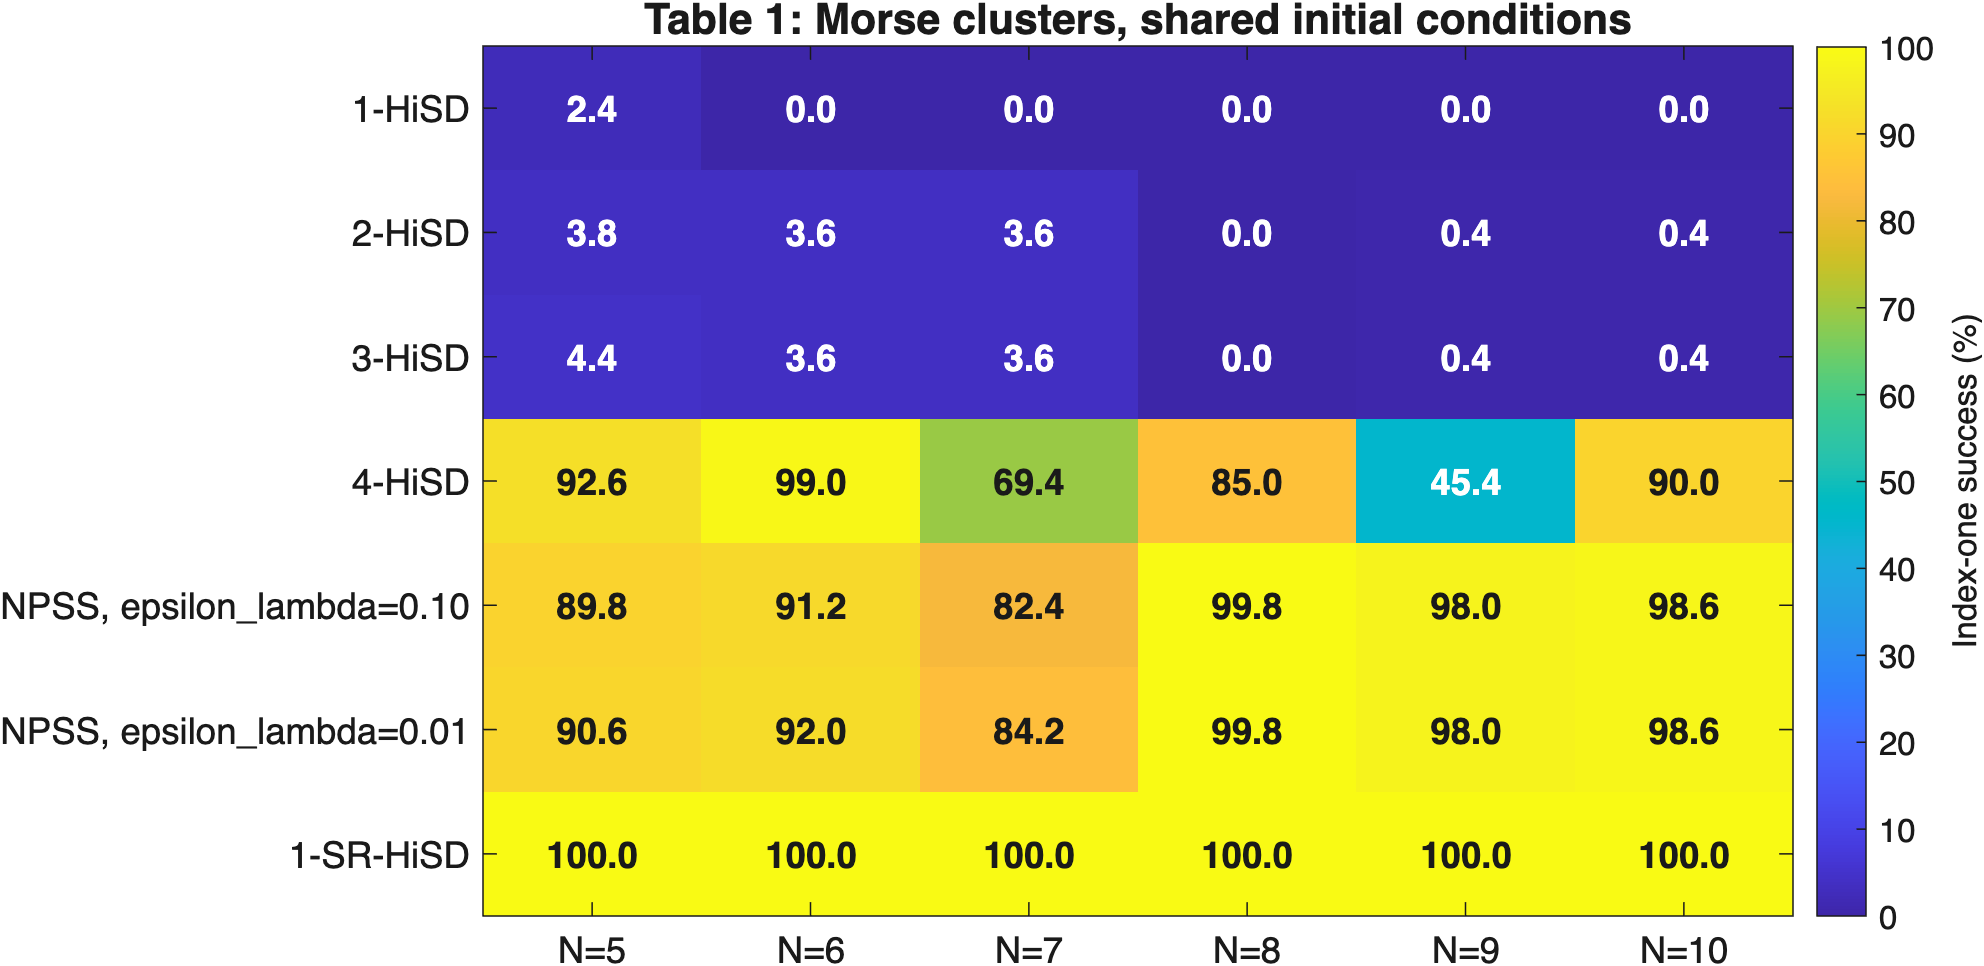 Table 1: Morse clusters, shared initial conditions
1-HiSD 2.4 0.0 0.0 0.0 0.0 0.0
2-HiSD 3.8 3.6 3.6 0.0 0.4 0.4
3-HiSD 4.4 3.6 3.6 0.0 0.4 0.4
4-HiSD 92.6 99.0 69.4 85.0 45.4 90.0
NPSS, epsilon_lambda=0.10 89.8 91.2 82.4 99.8 98.0 98.6
NPSS, epsilon_lambda=0.01 90.6 92.0 84.2 99.8 98.0 98.6
1-SR-HiSD 100.0 100.0 100.0 100.0 100.0 100.0
N=5 N=6 N=7 N=8 N=9 N=10
100
90
80
70
60
50
40
30
20
10
0
Index-one success (%)